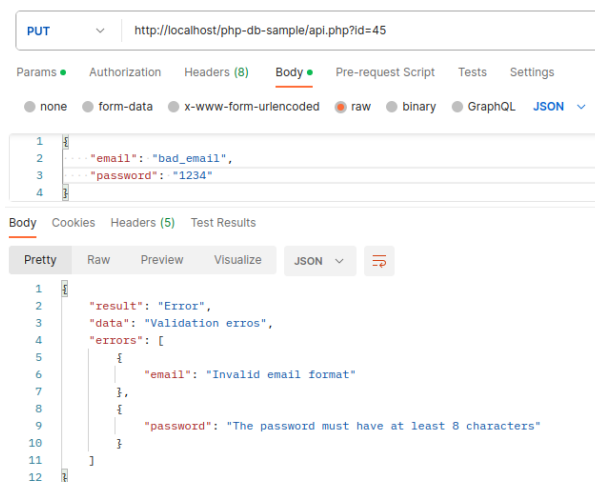 PUT http://localhost/php-db-sample/api.php?id=45
Params Authorization Headers (8) Body Pre-request Script Tests Settings
none form-data x-www-form-urlencoded raw binary GraphQL JSON
1 {
2 "email": "bad_email",
3 "password": "1234"
4 }
Body Cookies Headers (5) Test Results
Pretty Raw Preview Visualize JSON
1 {
2 "result": "Error",
3 "data": "Validation erros",
4 "errors": [
5 {
6 "email": "Invalid email format"
7 },
8 {
9 "password": "The password must have at least 8 characters"
10 }
11 ]
12 }